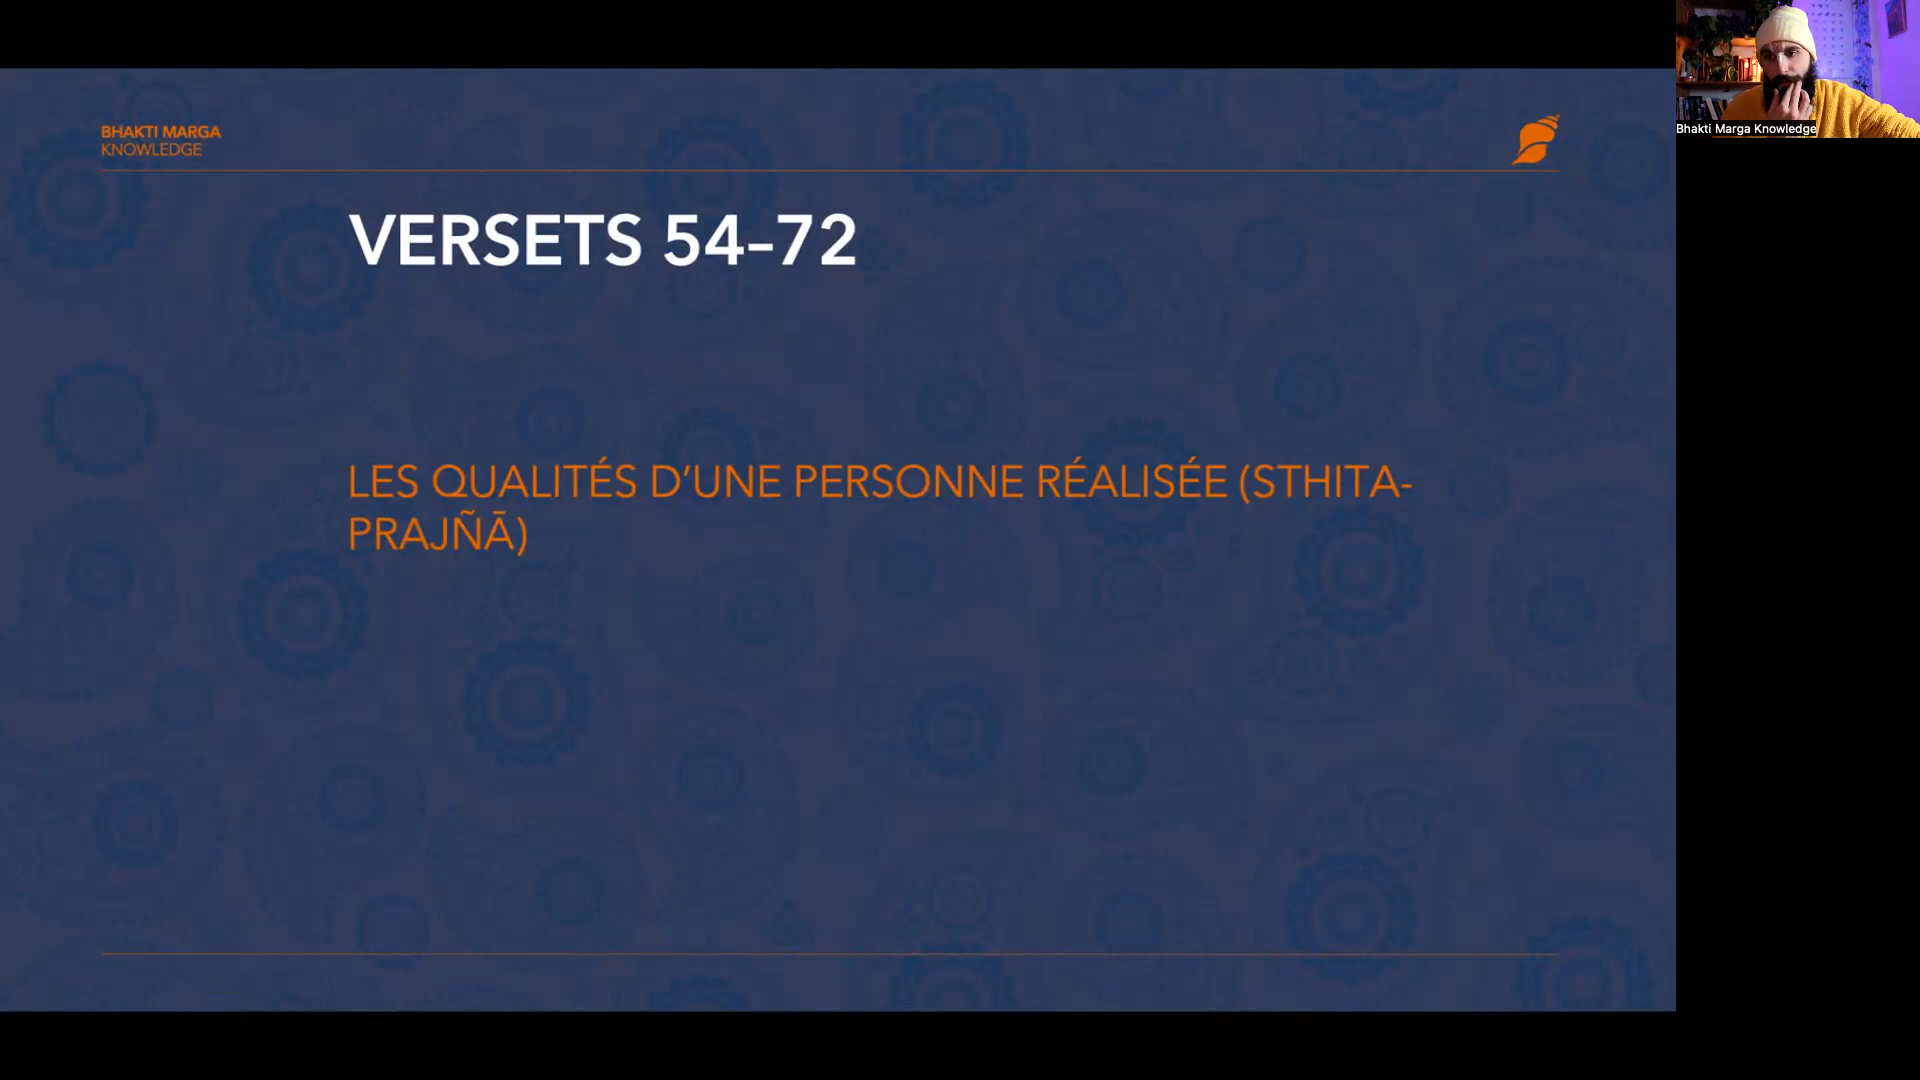 BHAKTI MARGA
KNOWLEDGE
VERSETS 54–72
LES QUALITÉS D’UNE PERSONNE RÉALISÉE (STHITA-
PRAJÑĀ)
Bhakti Marga Knowledge